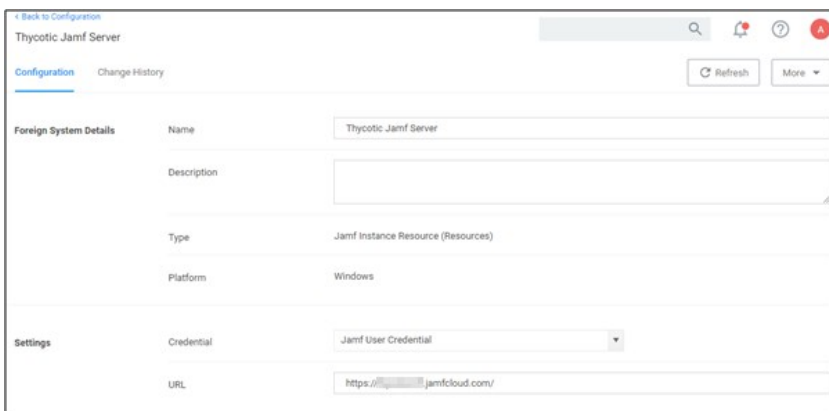 < Back to Configuration
Thycotic Jamf Server
A
Configuration Change History
Refresh More
Foreign System Details Name Thycotic Jamf Server
Description
Type Jamf Instance Resource (Resources)
Platform Windows
Settings Credential Jamf User Credential
URL https:// jamfcloud.com/